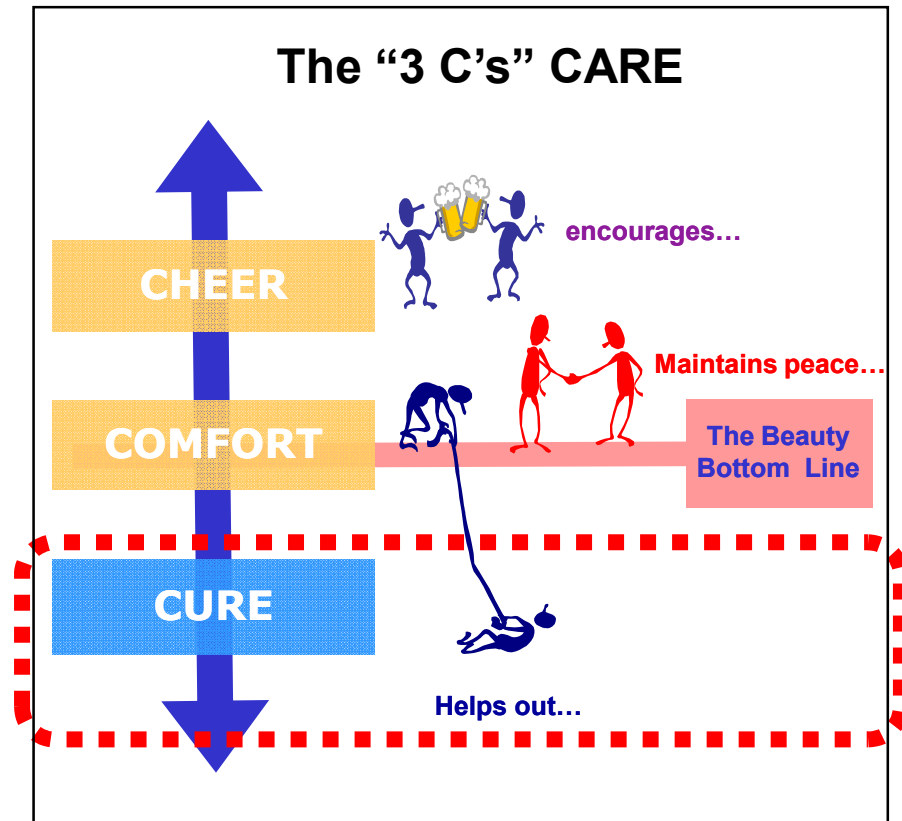 The “3 C’s” CARE
encourages…
CHEER
Maintains peace…
COMFORT
The Beauty
Bottom Line
CURE
Helps out…